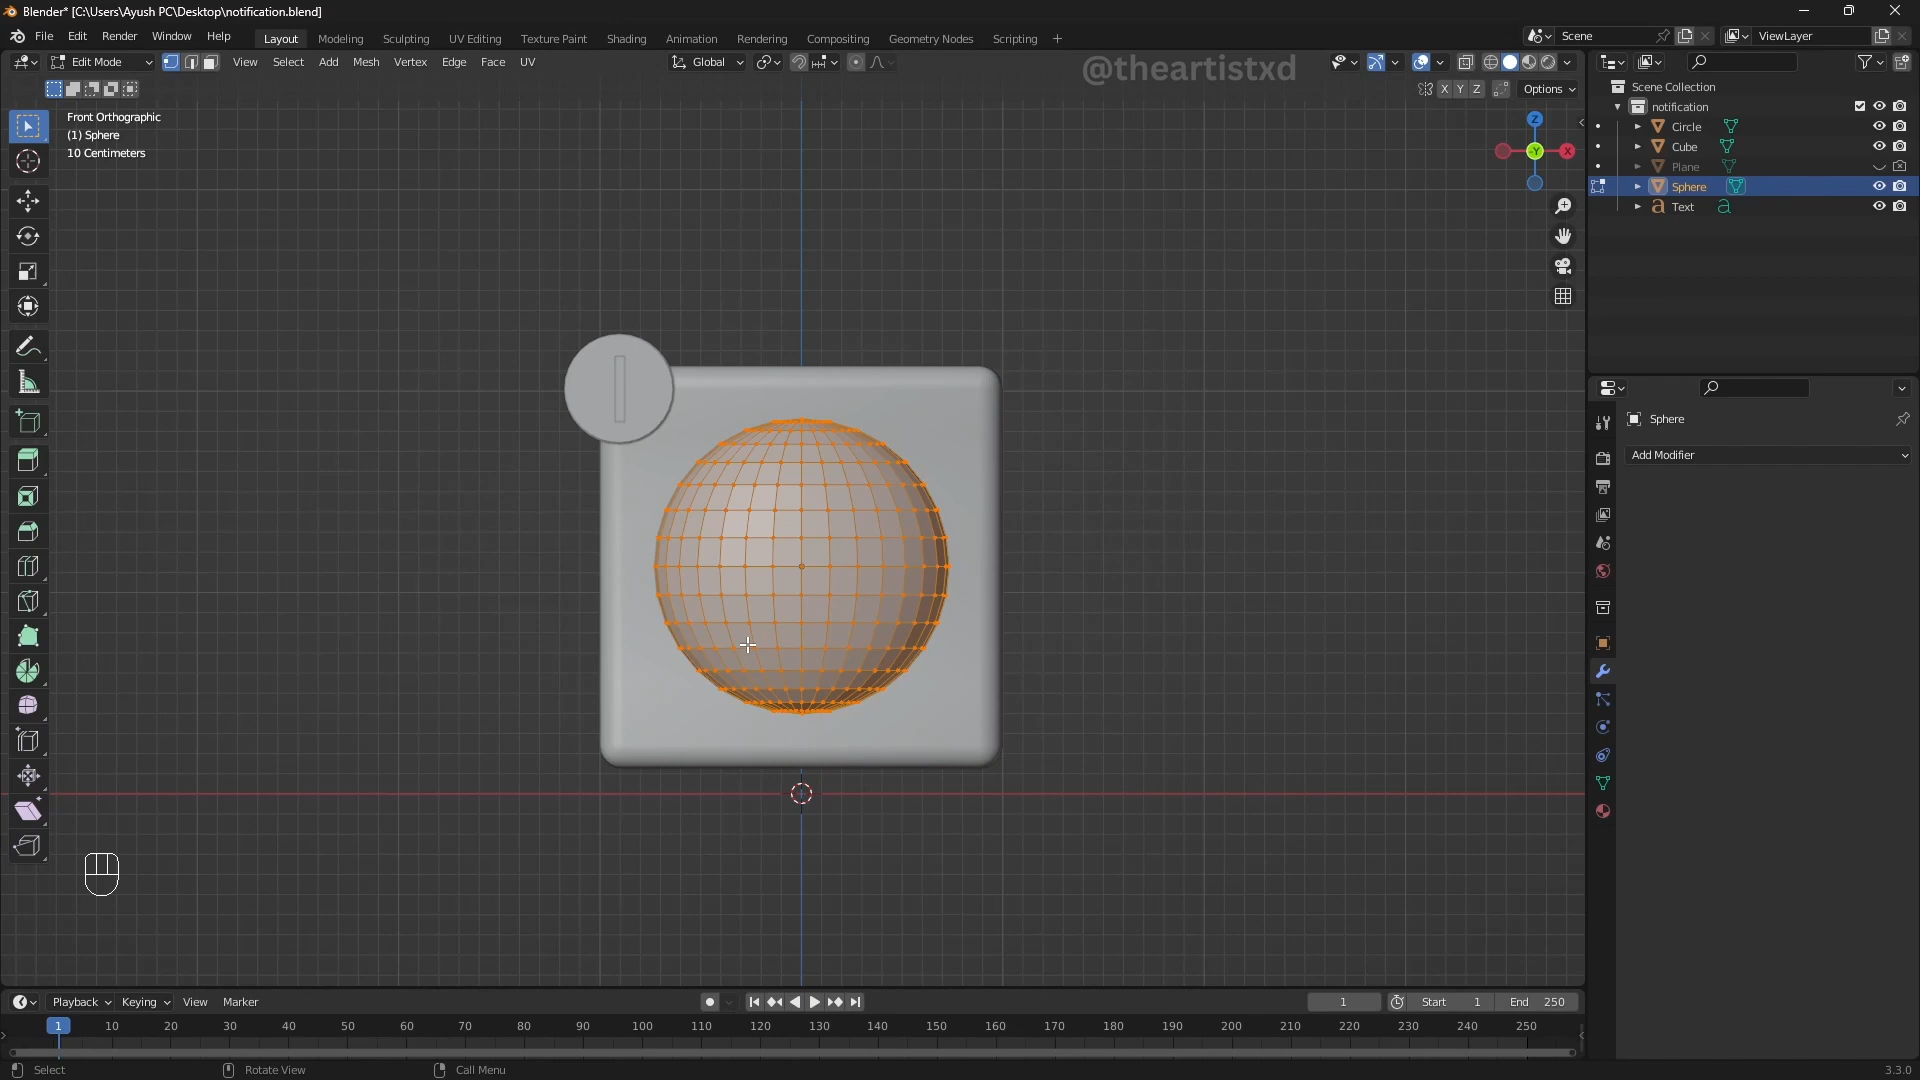 Blender* [C:\Users\Ayush PC\Desktop\notification.blend]
File Edit Render Window Help Layout Modeling Sculpting UV Editing Texture Paint Shading Animation Rendering Compositing Geometry Nodes Scripting + Scene ViewLayer
Edit Mode View Select Add Mesh Vertex Edge Face UV Global @theartistxd
X Y Z Options
Front Orthographic
(1) Sphere
10 Centimeters
Z
-Y
X
Scene Collection
notification
Circle
Cube
Plane
Sphere
Text
Sphere
Add Modifier
Playback Keying View Marker 1 Start 1 End 250
1 10 20 30 40 50 60 70 80 90 100 110 120 130 140 150 160 170 180 190 200 210 220 230 240 250
Select Rotate View Call Menu 3.3.0